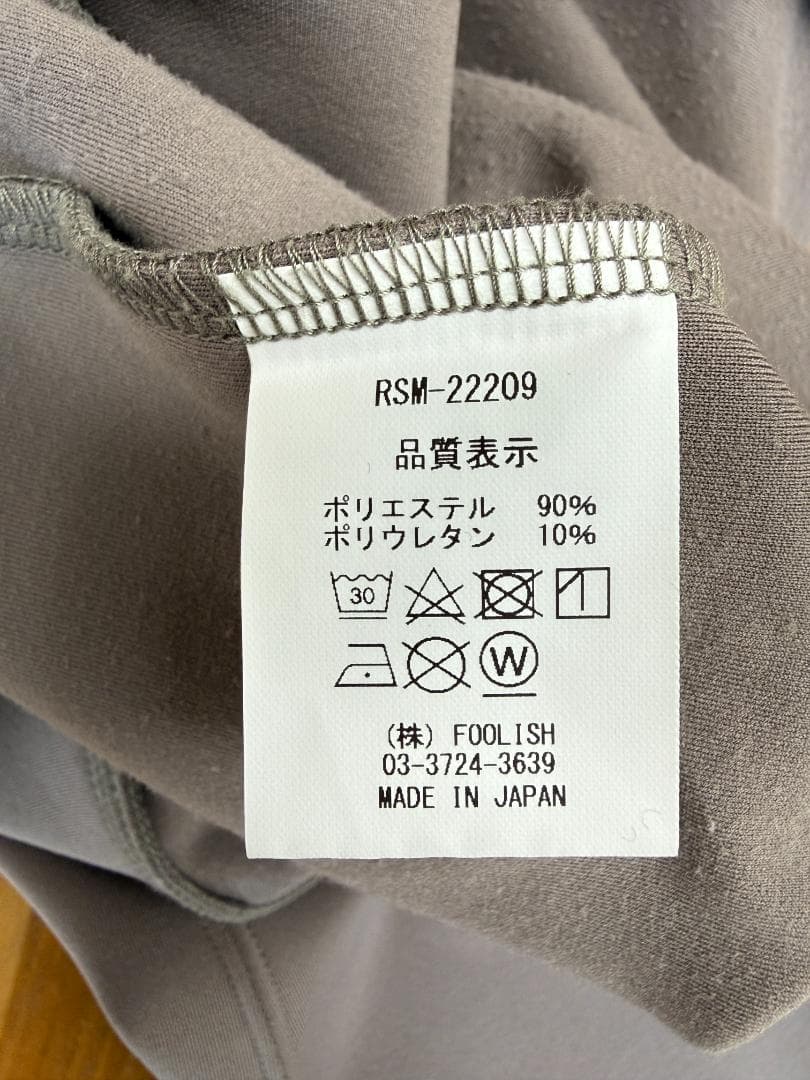 RSM-22209
品質表示
ポリエステル 90%
ポリウレタン 10%
30
W
(株) FOOLISH
03-3724-3639
MADE IN JAPAN